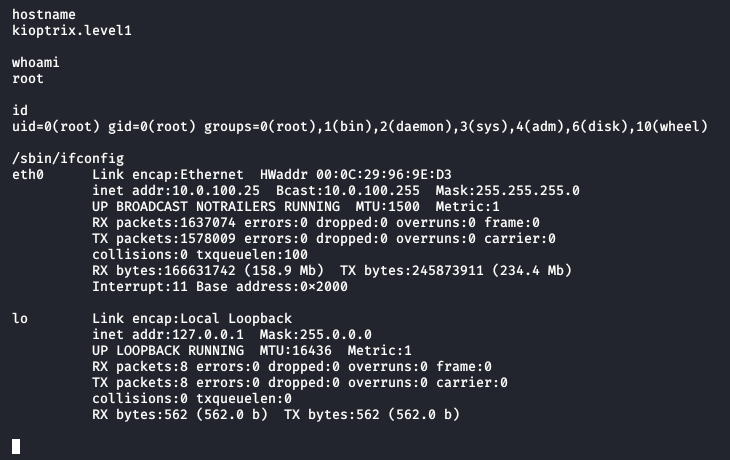 hostname
kioptrix.level1
whoami
root
id
uid=0(root) gid=0(root) groups=0(root),1(bin),2(daemon),3(sys),4(adm),6(disk),10(wheel)
/sbin/ifconfig
eth0      Link encap:Ethernet  HWaddr 00:0C:29:96:9E:D3
          inet addr:10.0.100.25  Bcast:10.0.100.255  Mask:255.255.255.0
          UP BROADCAST NOTRAILERS RUNNING  MTU:1500  Metric:1
          RX packets:1637074 errors:0 dropped:0 overruns:0 frame:0
          TX packets:1578009 errors:0 dropped:0 overruns:0 carrier:0
          collisions:0 txqueuelen:100
          RX bytes:166631742 (158.9 Mb)  TX bytes:245873911 (234.4 Mb)
          Interrupt:11 Base address:0×2000
lo        Link encap:Local Loopback
          inet addr:127.0.0.1  Mask:255.0.0.0
          UP LOOPBACK RUNNING  MTU:16436  Metric:1
          RX packets:8 errors:0 dropped:0 overruns:0 frame:0
          TX packets:8 errors:0 dropped:0 overruns:0 carrier:0
          collisions:0 txqueuelen:0
          RX bytes:562 (562.0 b)  TX bytes:562 (562.0 b)